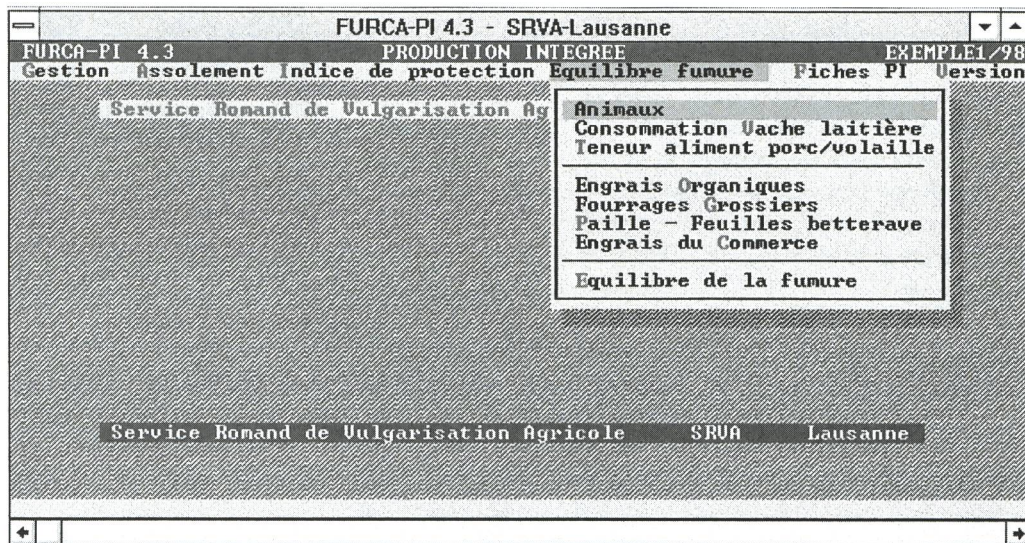 FURCA-PI 4.3 - SRVA-Lausanne
FURCA-PI 4.3 PRODUCTION INTEGREE EXEMPLE1/98
Gestion Assolement Indice de protection Equilibre fumure Fiches PI Version
Service Romand de Vulgarisation Ag
Animaux
Consommation Vache laitière
Teneur aliment porc/volaille
Engrais Organiques
Fourrages Grossiers
Paille - Feuilles betterave
Engrais du Commerce
Equilibre de la fumure
Service Romand de Vulgarisation Agricole SRVA Lausanne